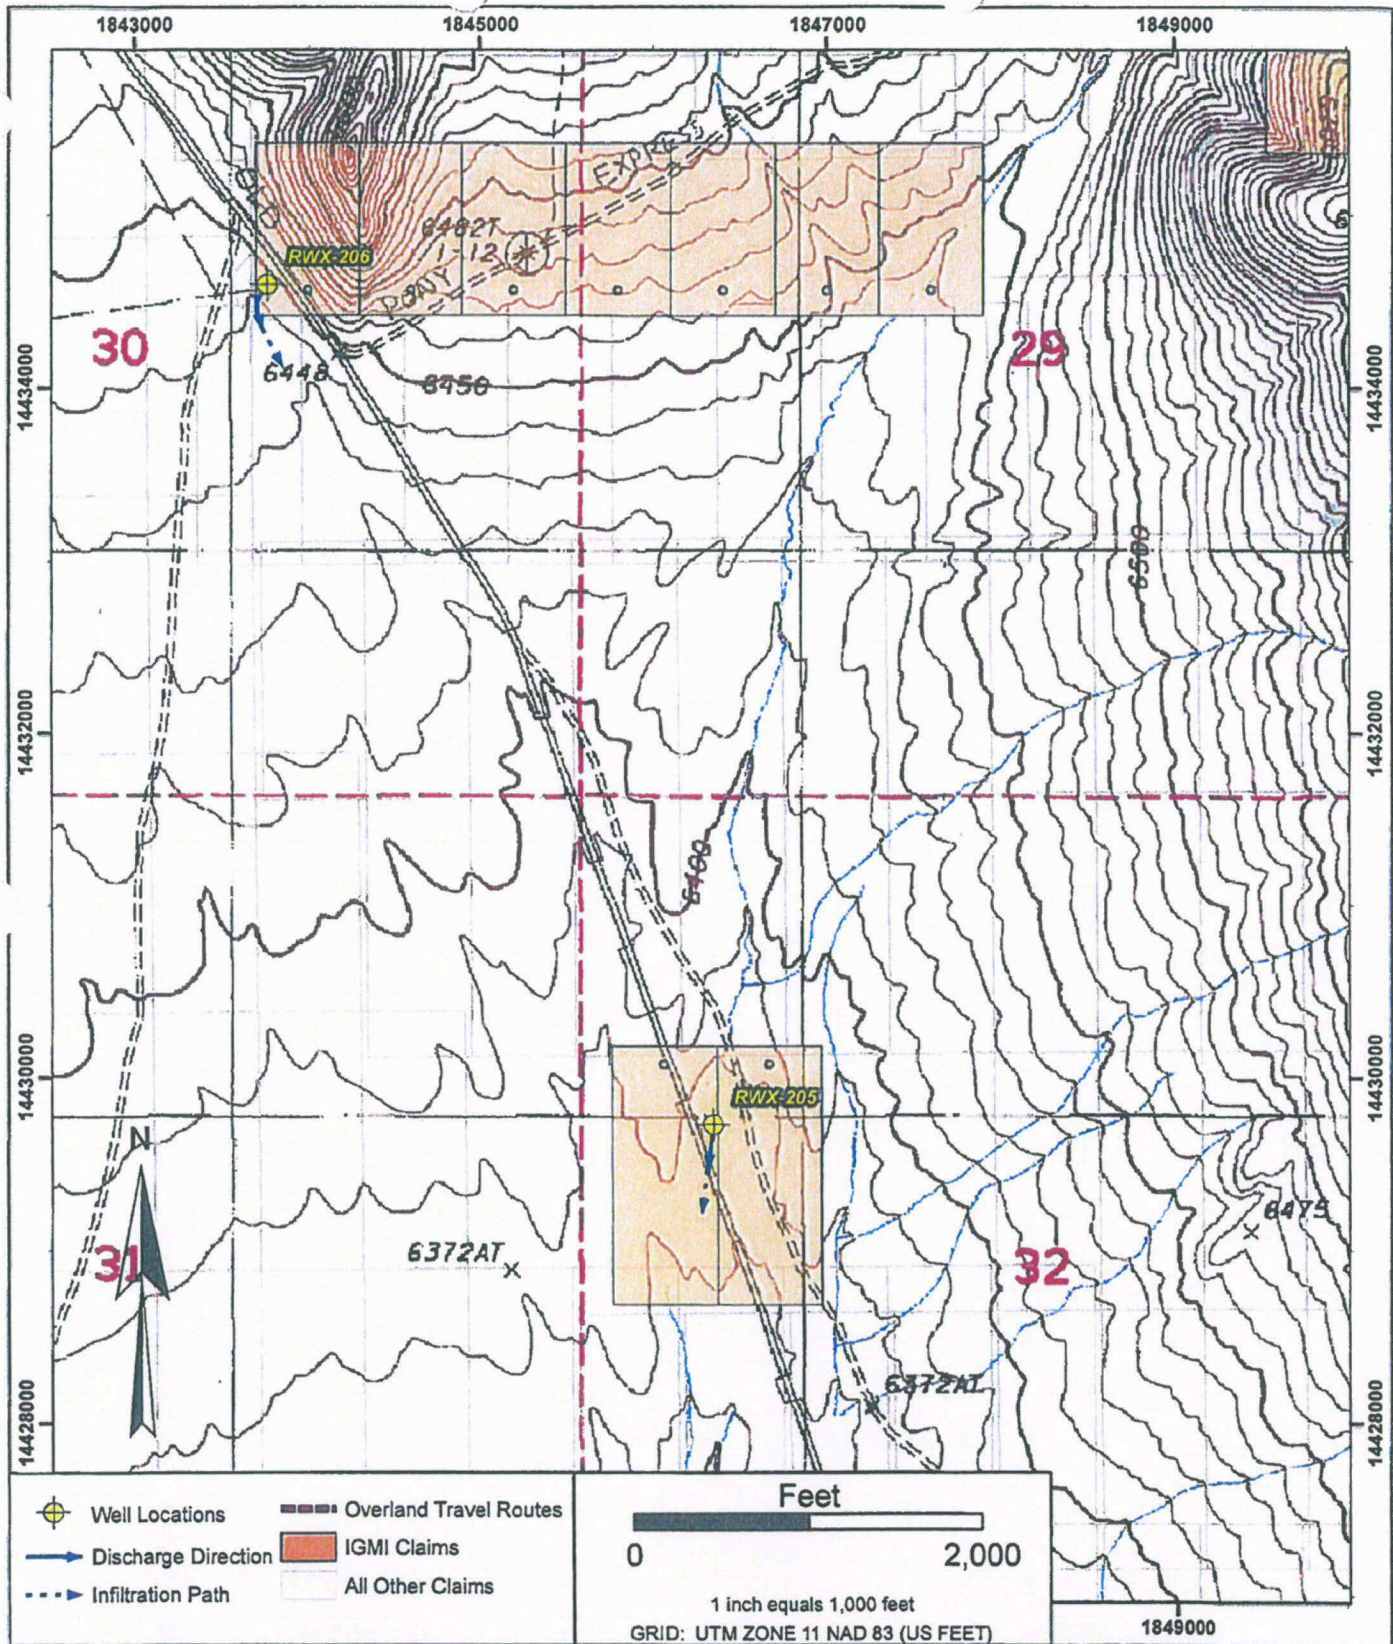 1843000
1845000
1847000
1849000
EXPRESS
OLD
6482T
1-12
RWX-206
PONY
30
29
14434000
14434000
6448
6450
6500
14432000
14432000
6400
14430000
14430000
RWX-205
N
6475
6372AT
31
32
14428000
14428000
6372AT
Well Locations
Discharge Direction
Infiltration Path
Overland Travel Routes
IGMI Claims
All Other Claims
Feet
0 2,000
1 inch equals 1,000 feet
GRID: UTM ZONE 11 NAD 83 (US FEET)
1849000